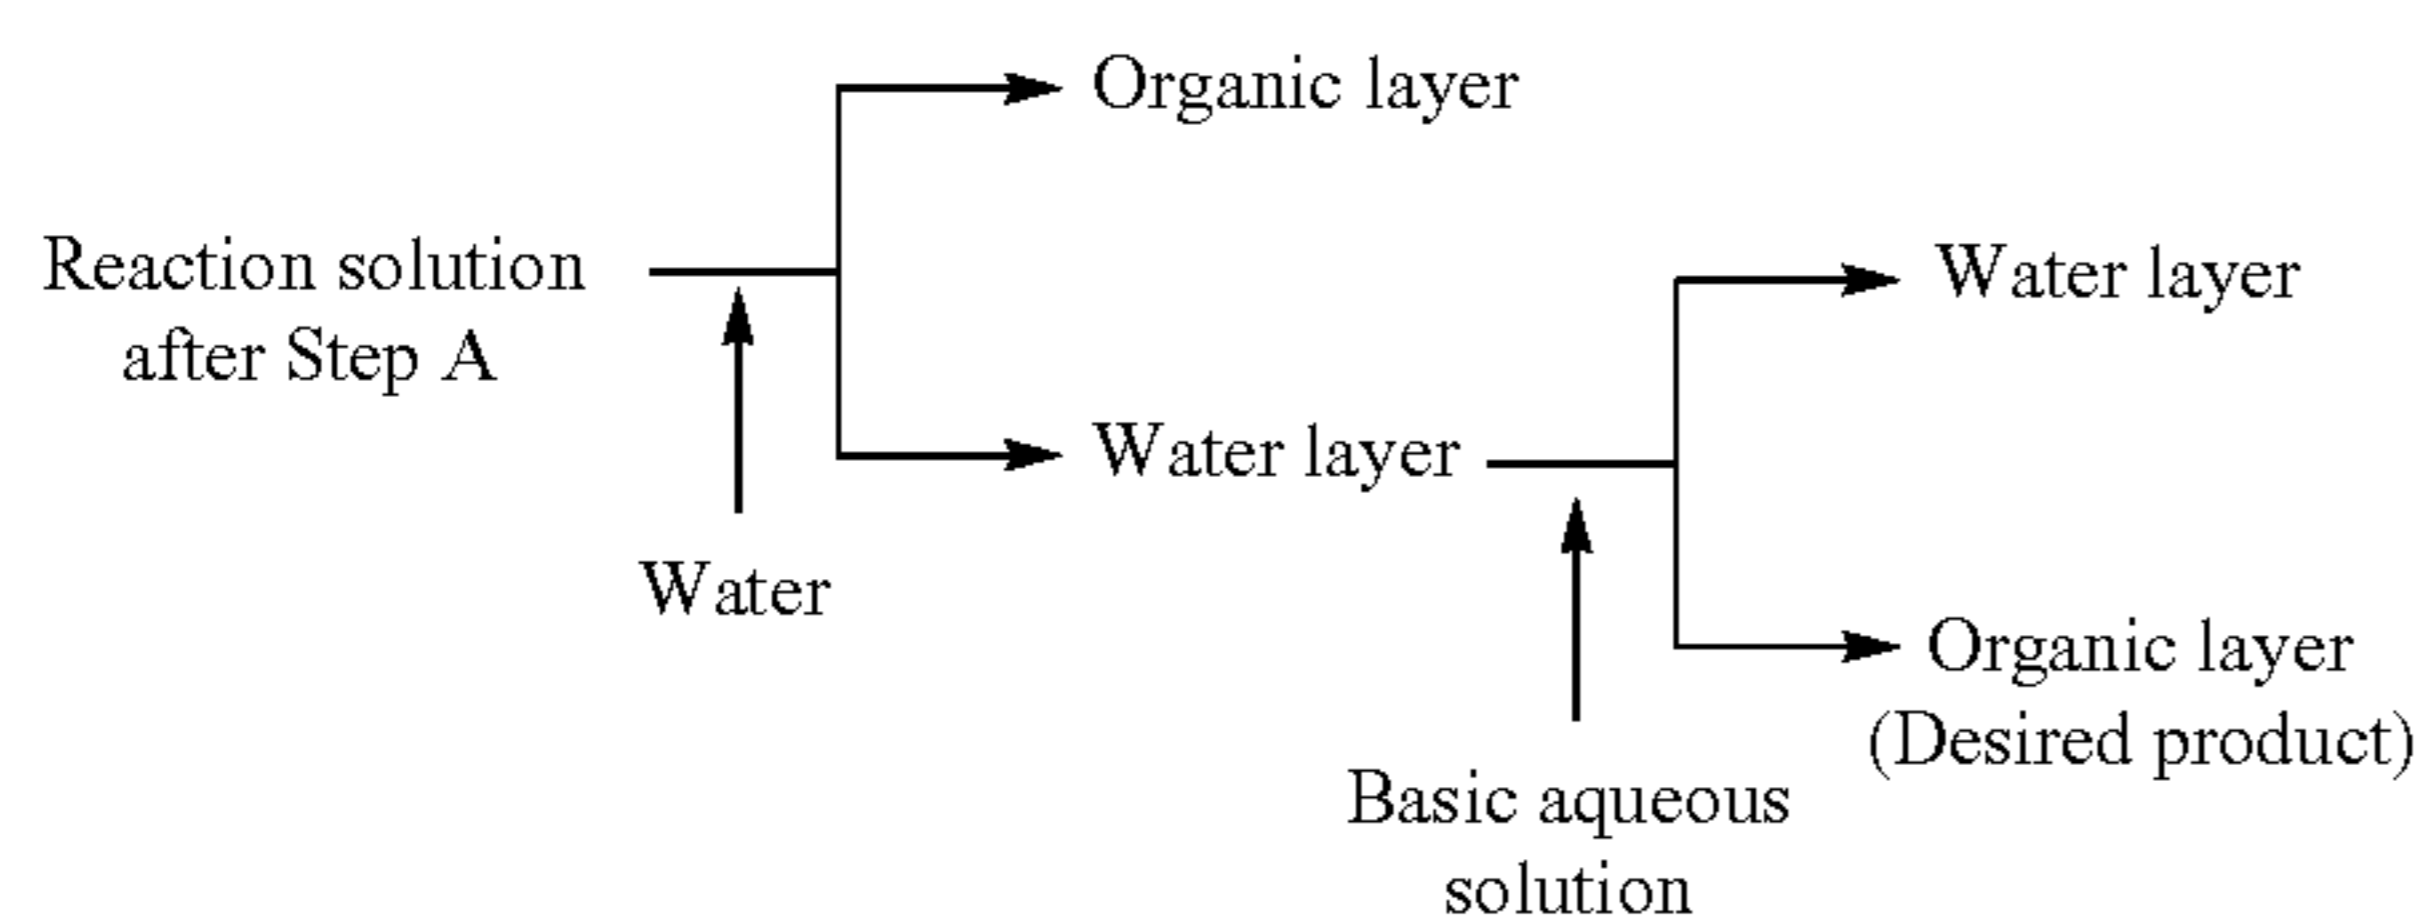 Organic layer
Reaction solution
after Step A
Water layer
Water layer
Water
Organic layer
(Desired product)
Basic aqueous
solution